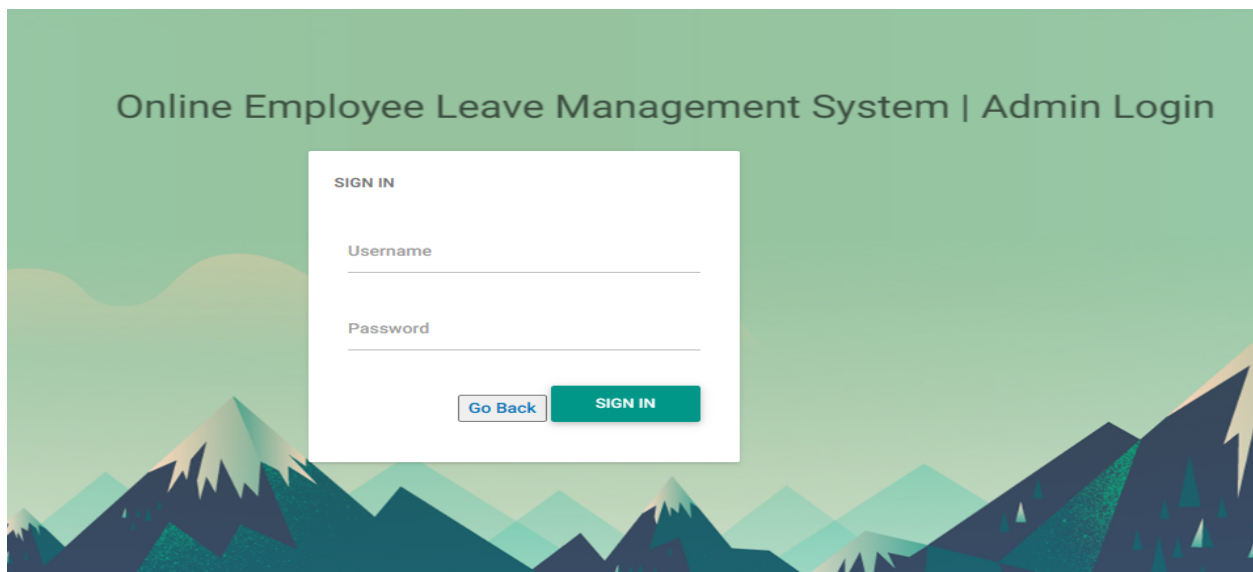 Online Employee Leave Management System | Admin Login
SIGN IN
Username
Password
Go Back SIGN IN